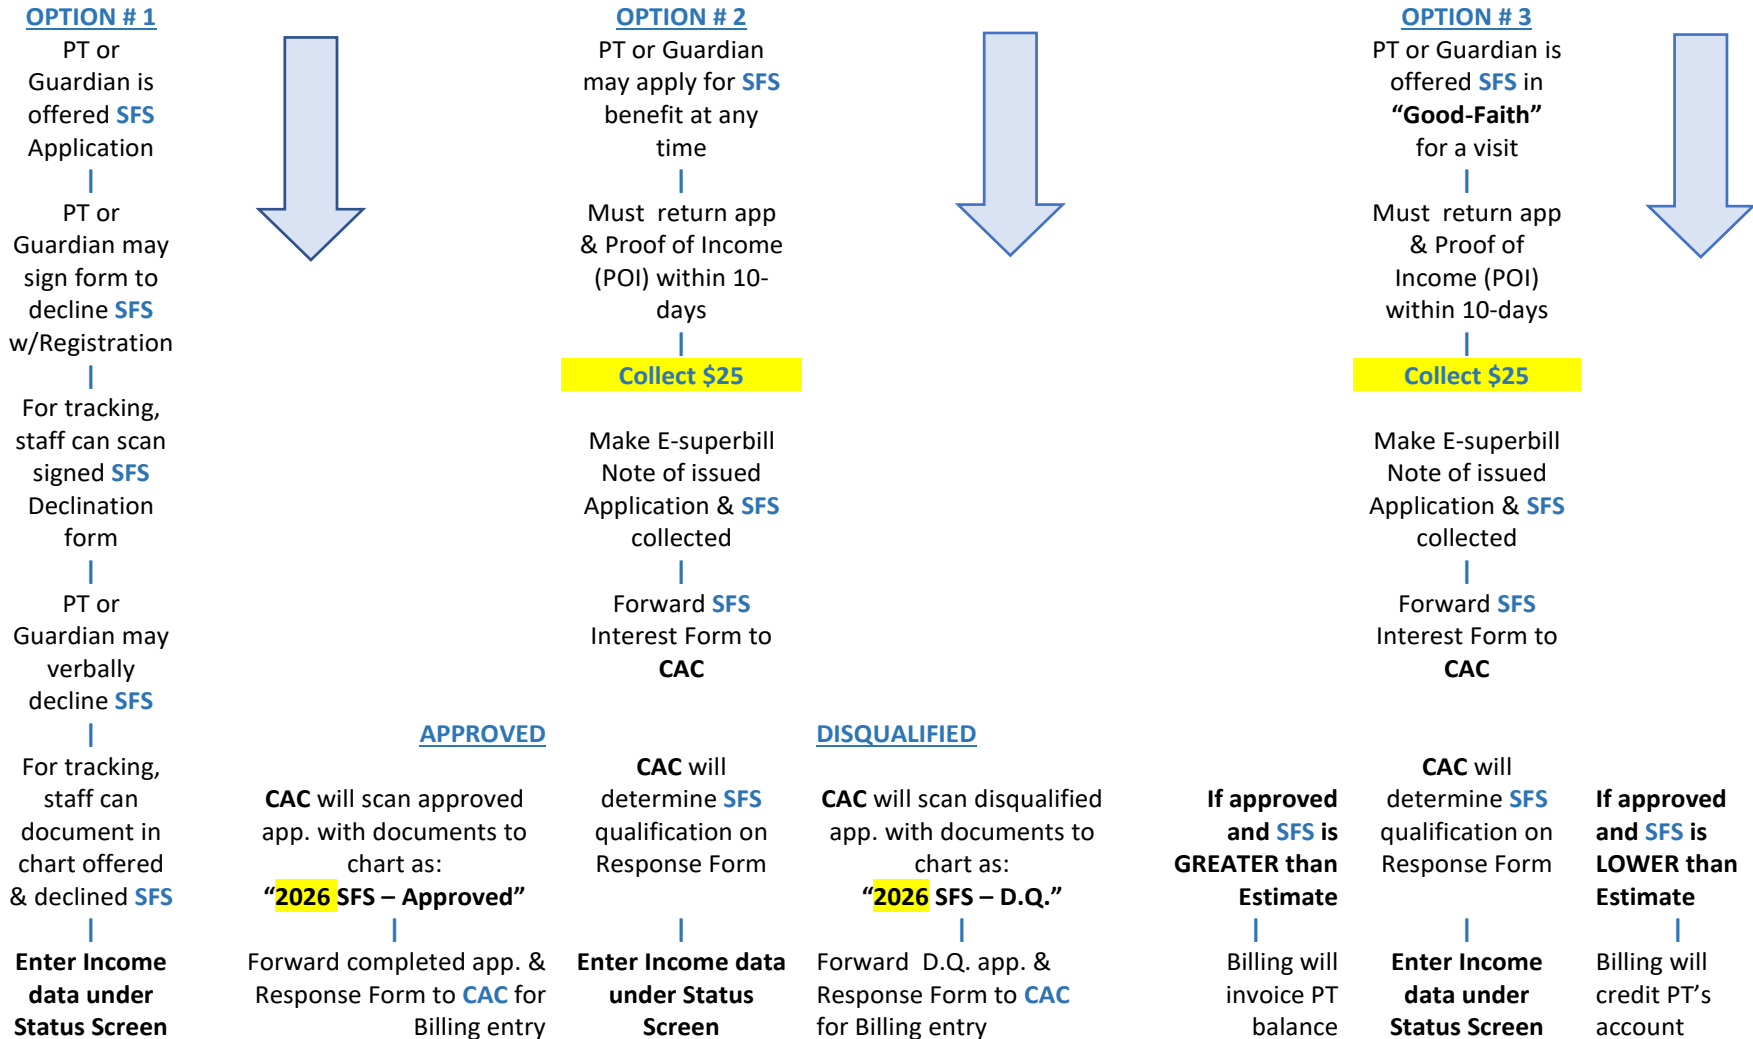 OPTION # 1
PT or
Guardian is
offered SFS
Application
PT or
Guardian may
sign form to
decline SFS
w/Registration
For tracking,
staff can scan
signed SFS
Declination
form
PT or
Guardian may
verbally
decline SFS
For tracking,
staff can
document in
chart offered
& declined SFS
Enter Income
data under
Status Screen
OPTION # 2
PT or Guardian
may apply for SFS
benefit at any
time
Must return app
& Proof of Income
(POI) within 10-
days
Collect $25
Make E-superbill
Note of issued
Application & SFS
collected
Forward SFS
Interest Form to
CAC
APPROVED
CAC will scan approved
app. with documents to
chart as:
“2026 SFS – Approved”
Forward completed app. &
Response Form to CAC for
Billing entry
CAC will
determine SFS
qualification on
Response Form
Enter Income data
under Status
Screen
DISQUALIFIED
CAC will scan disqualified
app. with documents to
chart as:
“2026 SFS – D.Q.”
Forward D.Q. app. &
Response Form to CAC
for Billing entry
OPTION # 3
PT or Guardian is
offered SFS in
“Good-Faith”
for a visit
Must return app
& Proof of
Income (POI)
within 10-days
Collect $25
Make E-superbill
Note of issued
Application & SFS
collected
Forward SFS
Interest Form to
CAC
If approved
and SFS is
GREATER than
Estimate
Billing will
invoice PT
balance
CAC will
determine SFS
qualification on
Response Form
Enter Income
data under
Status Screen
If approved
and SFS is
LOWER than
Estimate
Billing will
credit PT’s
account